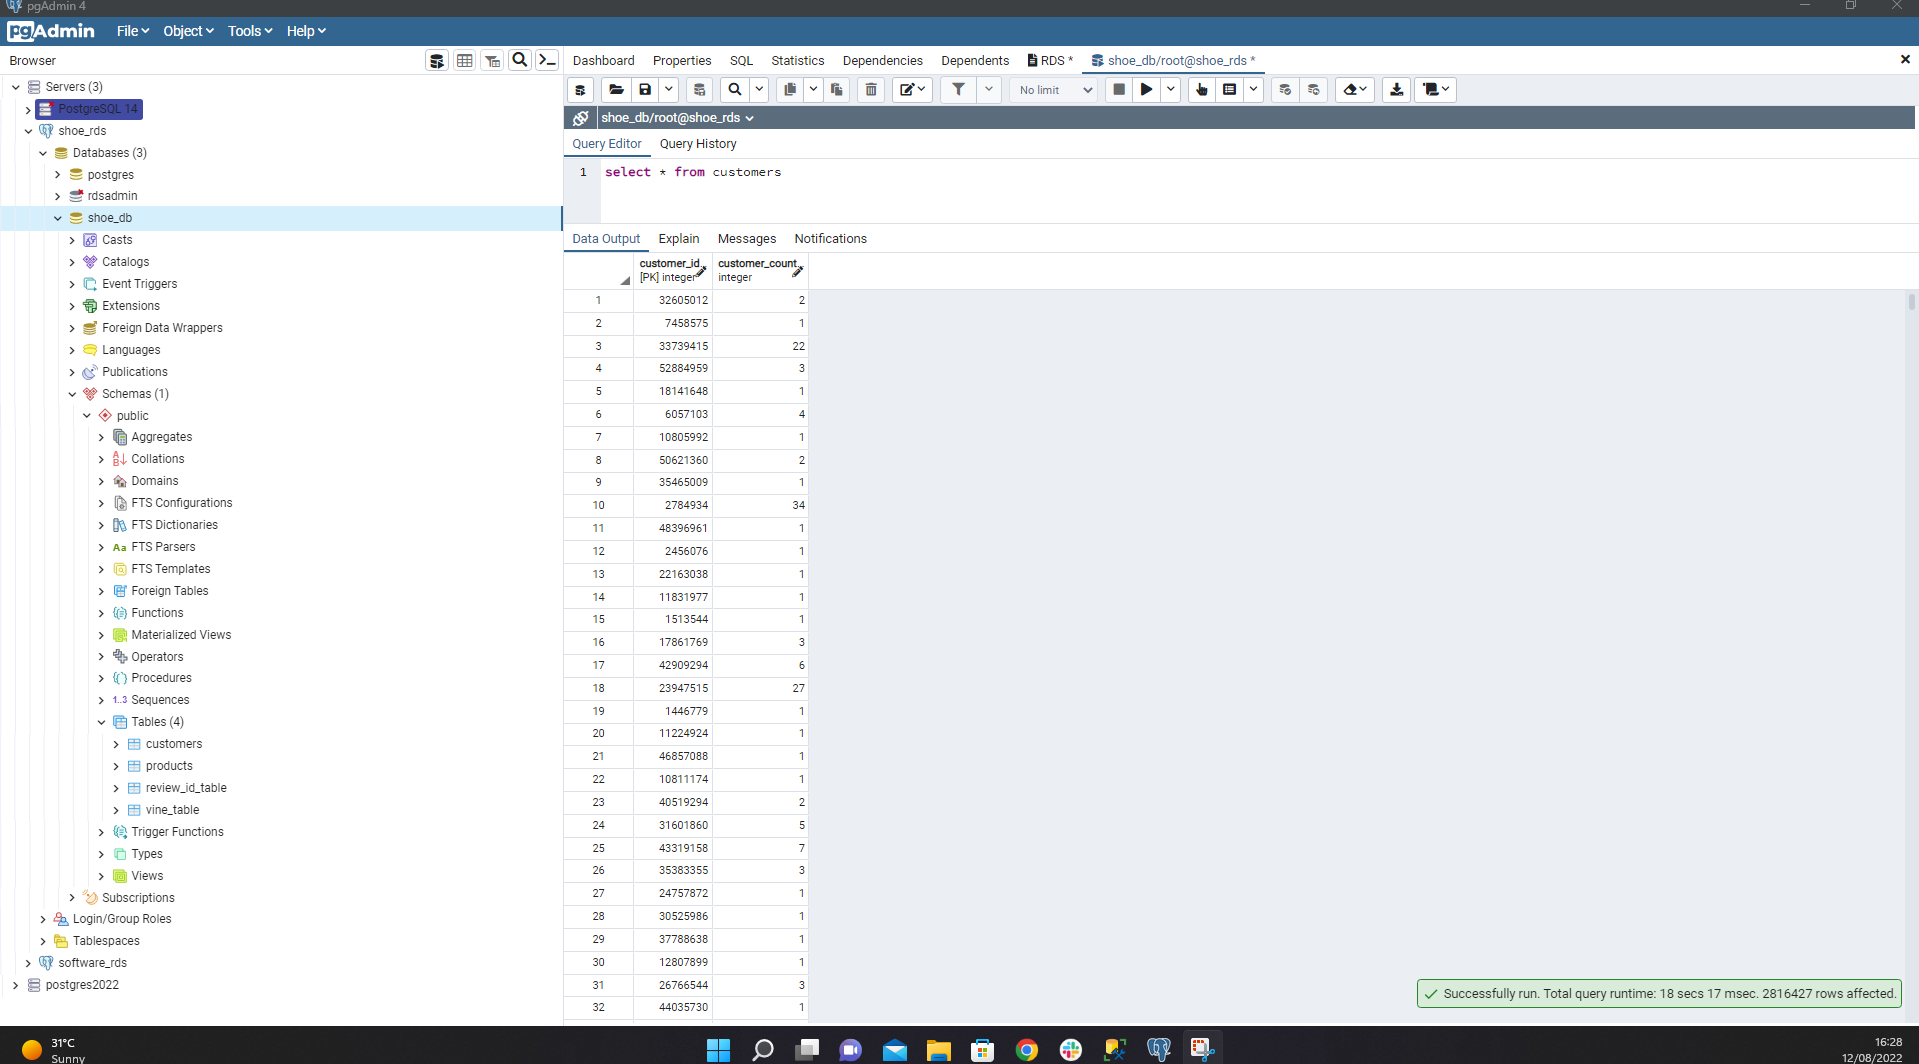 pgAdmin 4
pgAdmin File Object Tools Help
Browser
Dashboard Properties SQL Statistics Dependencies Dependents RDS * shoe_db/root@shoe_rds *
Servers (3)
PostgreSQL 14
shoe_rds
Databases (3)
postgres
rdsadmin
shoe_db
Casts
Catalogs
Event Triggers
Extensions
Foreign Data Wrappers
Languages
Publications
Schemas (1)
public
Aggregates
Collations
Domains
FTS Configurations
FTS Dictionaries
Aa FTS Parsers
FTS Templates
Foreign Tables
Functions
Materialized Views
Operators
Procedures
1..3 Sequences
Tables (4)
customers
products
review_id_table
vine_table
Trigger Functions
Types
Views
Subscriptions
Login/Group Roles
Tablespaces
software_rds
postgres2022
No limit
shoe_db/root@shoe_rds
Query Editor Query History
1 select * from customers
Data Output Explain Messages Notifications
customer_id customer_count
[PK] integer integer
1 32605012 2
2 7458575 1
3 33739415 22
4 52884959 3
5 18141648 1
6 6057103 4
7 10805992 1
8 50621360 2
9 35465009 1
10 2784934 34
11 48396961 1
12 2456076 1
13 22163038 1
14 11831977 1
15 1513544 1
16 17861769 3
17 42909294 6
18 23947515 27
19 1446779 1
20 11224924 1
21 46857088 1
22 10811174 1
23 40519294 2
24 31601860 5
25 43319158 7
26 35383355 3
27 24757872 1
28 30525986 1
29 37788638 1
30 12807899 1
31 26766544 3
32 44035730 1
Successfully run. Total query runtime: 18 secs 17 msec. 2816427 rows affected.
31°C
Sunny
16:28
12/08/2022